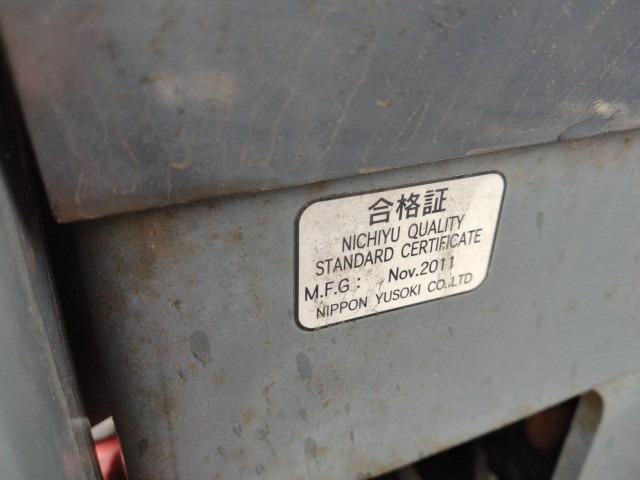 合格証
NICHIYU QUALITY
STANDARD CERTIFICATE
M.F.G : Nov.2011
NIPPON YUSOKI CO.,LTD